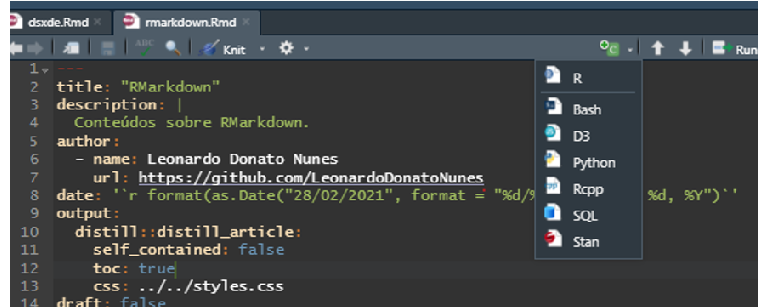 dsxde.Rmd × rmarkdown.Rmd ×
ABC Knit Run
1 ---
2 title: "RMarkdown"
3 description: |
4 Conteúdos sobre RMarkdown.
5 author:
6 - name: Leonardo Donato Nunes
7 url: https://github.com/LeonardoDonatoNunes
8 date: '`r format(as.Date("28/02/2021", format = "%d/% %d, %Y")`'
9 output:
10 distill::distill_article:
11 self_contained: false
12 toc: true
13 css: ../../styles.css
14 draft: false
R
Bash
D3
Python
Rcpp
SQL
Stan